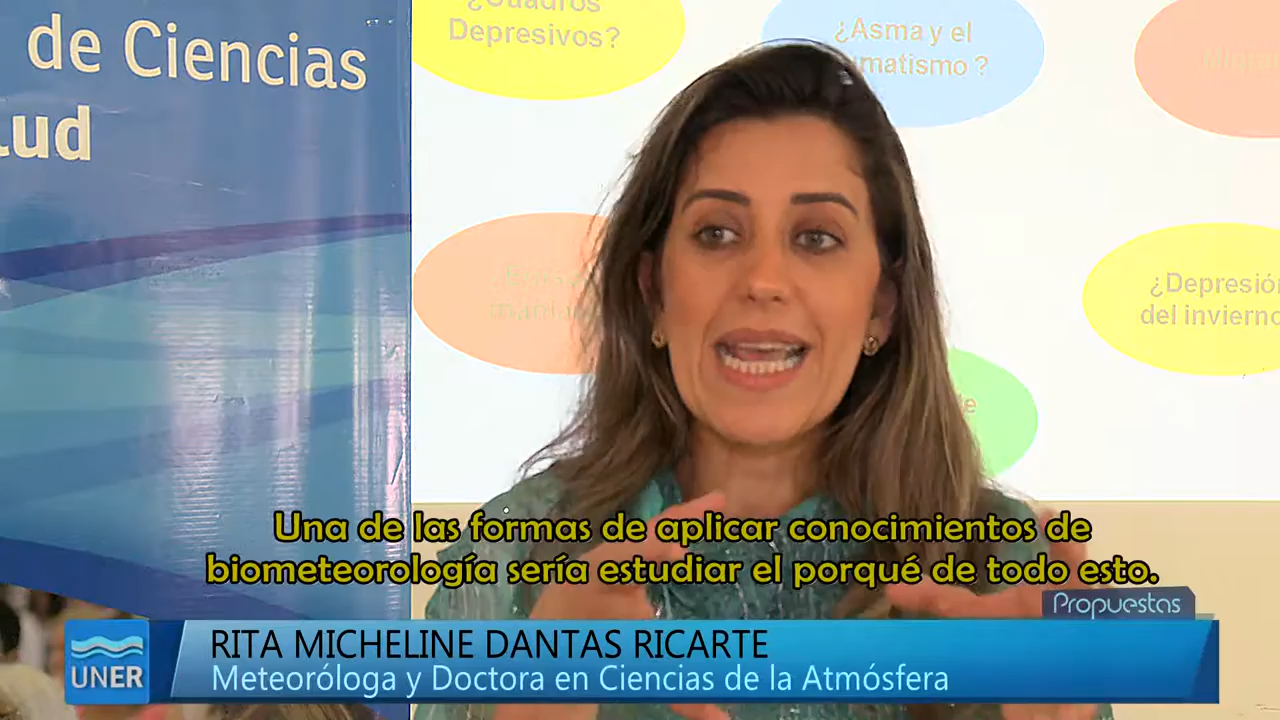 de Ciencias
lud
¿Cuadros
Depresivos?
¿Asma y el
umatismo ?
¿Depresión
del invierno
Una de las formas de aplicar conocimientos de
biometeorología sería estudiar el porqué de todo esto.
Propuestas
UNER
RITA MICHELINE DANTAS RICARTE
Meteoróloga y Doctora en Ciencias de la Atmósfera